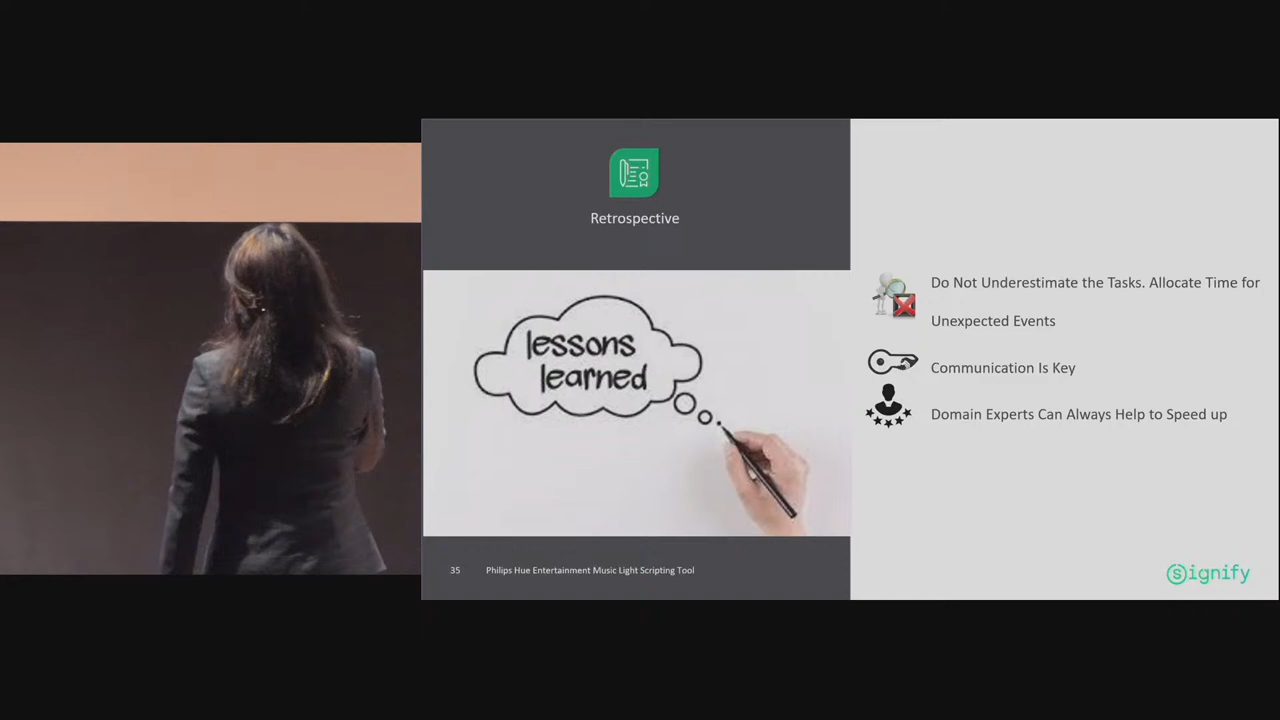 Retrospective
lessons
learned
35 Philips Hue Entertainment Music Light Scripting Tool
Do Not Underestimate the Tasks. Allocate Time for
Unexpected Events
Communication Is Key
Domain Experts Can Always Help to Speed up
signify